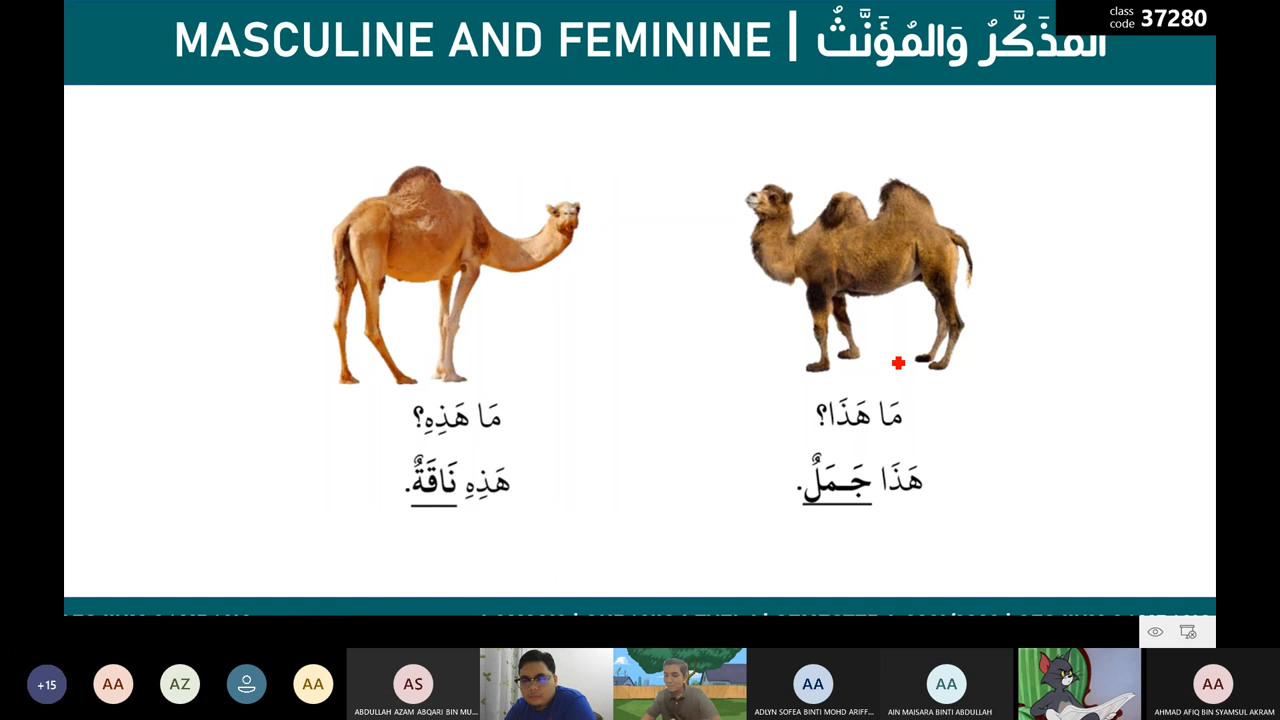 class
code 37280
MASCULINE AND FEMININE | المُذَكَّرُ وَالمُؤَنَّثُ
مَا هَذَا؟
هَذَا جَـمَلٌ.
مَا هَذِهِ؟
هَذِهِ نَاقَةٌ.
+15
AA
AZ
AA
AS
ABDULLAH AZAM ABQARI BIN MU...
AA
ADLYN SOFEA BINTI MOHD ARIFF...
AA
AIN MAISARA BINTI ABDULLAH
AA
AHMAD AFIQ BIN SYAMSUL AKRAM